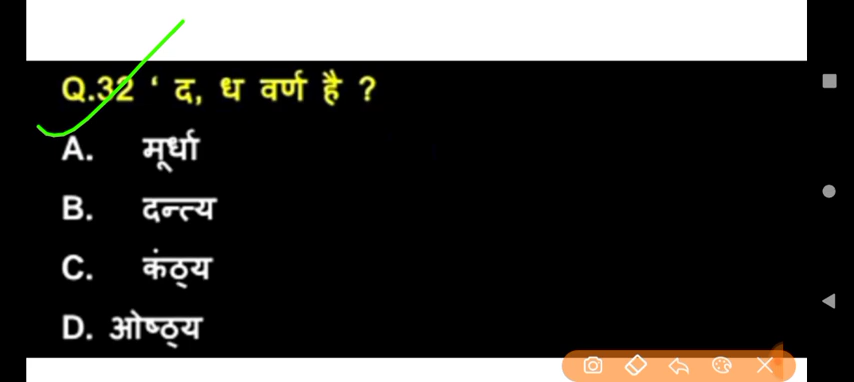 Q.32 ‘ द, ध वर्ण है ?
A. मूर्धा
B. दन्त्य
C. कंठ्य
D. ओष्ठ्य